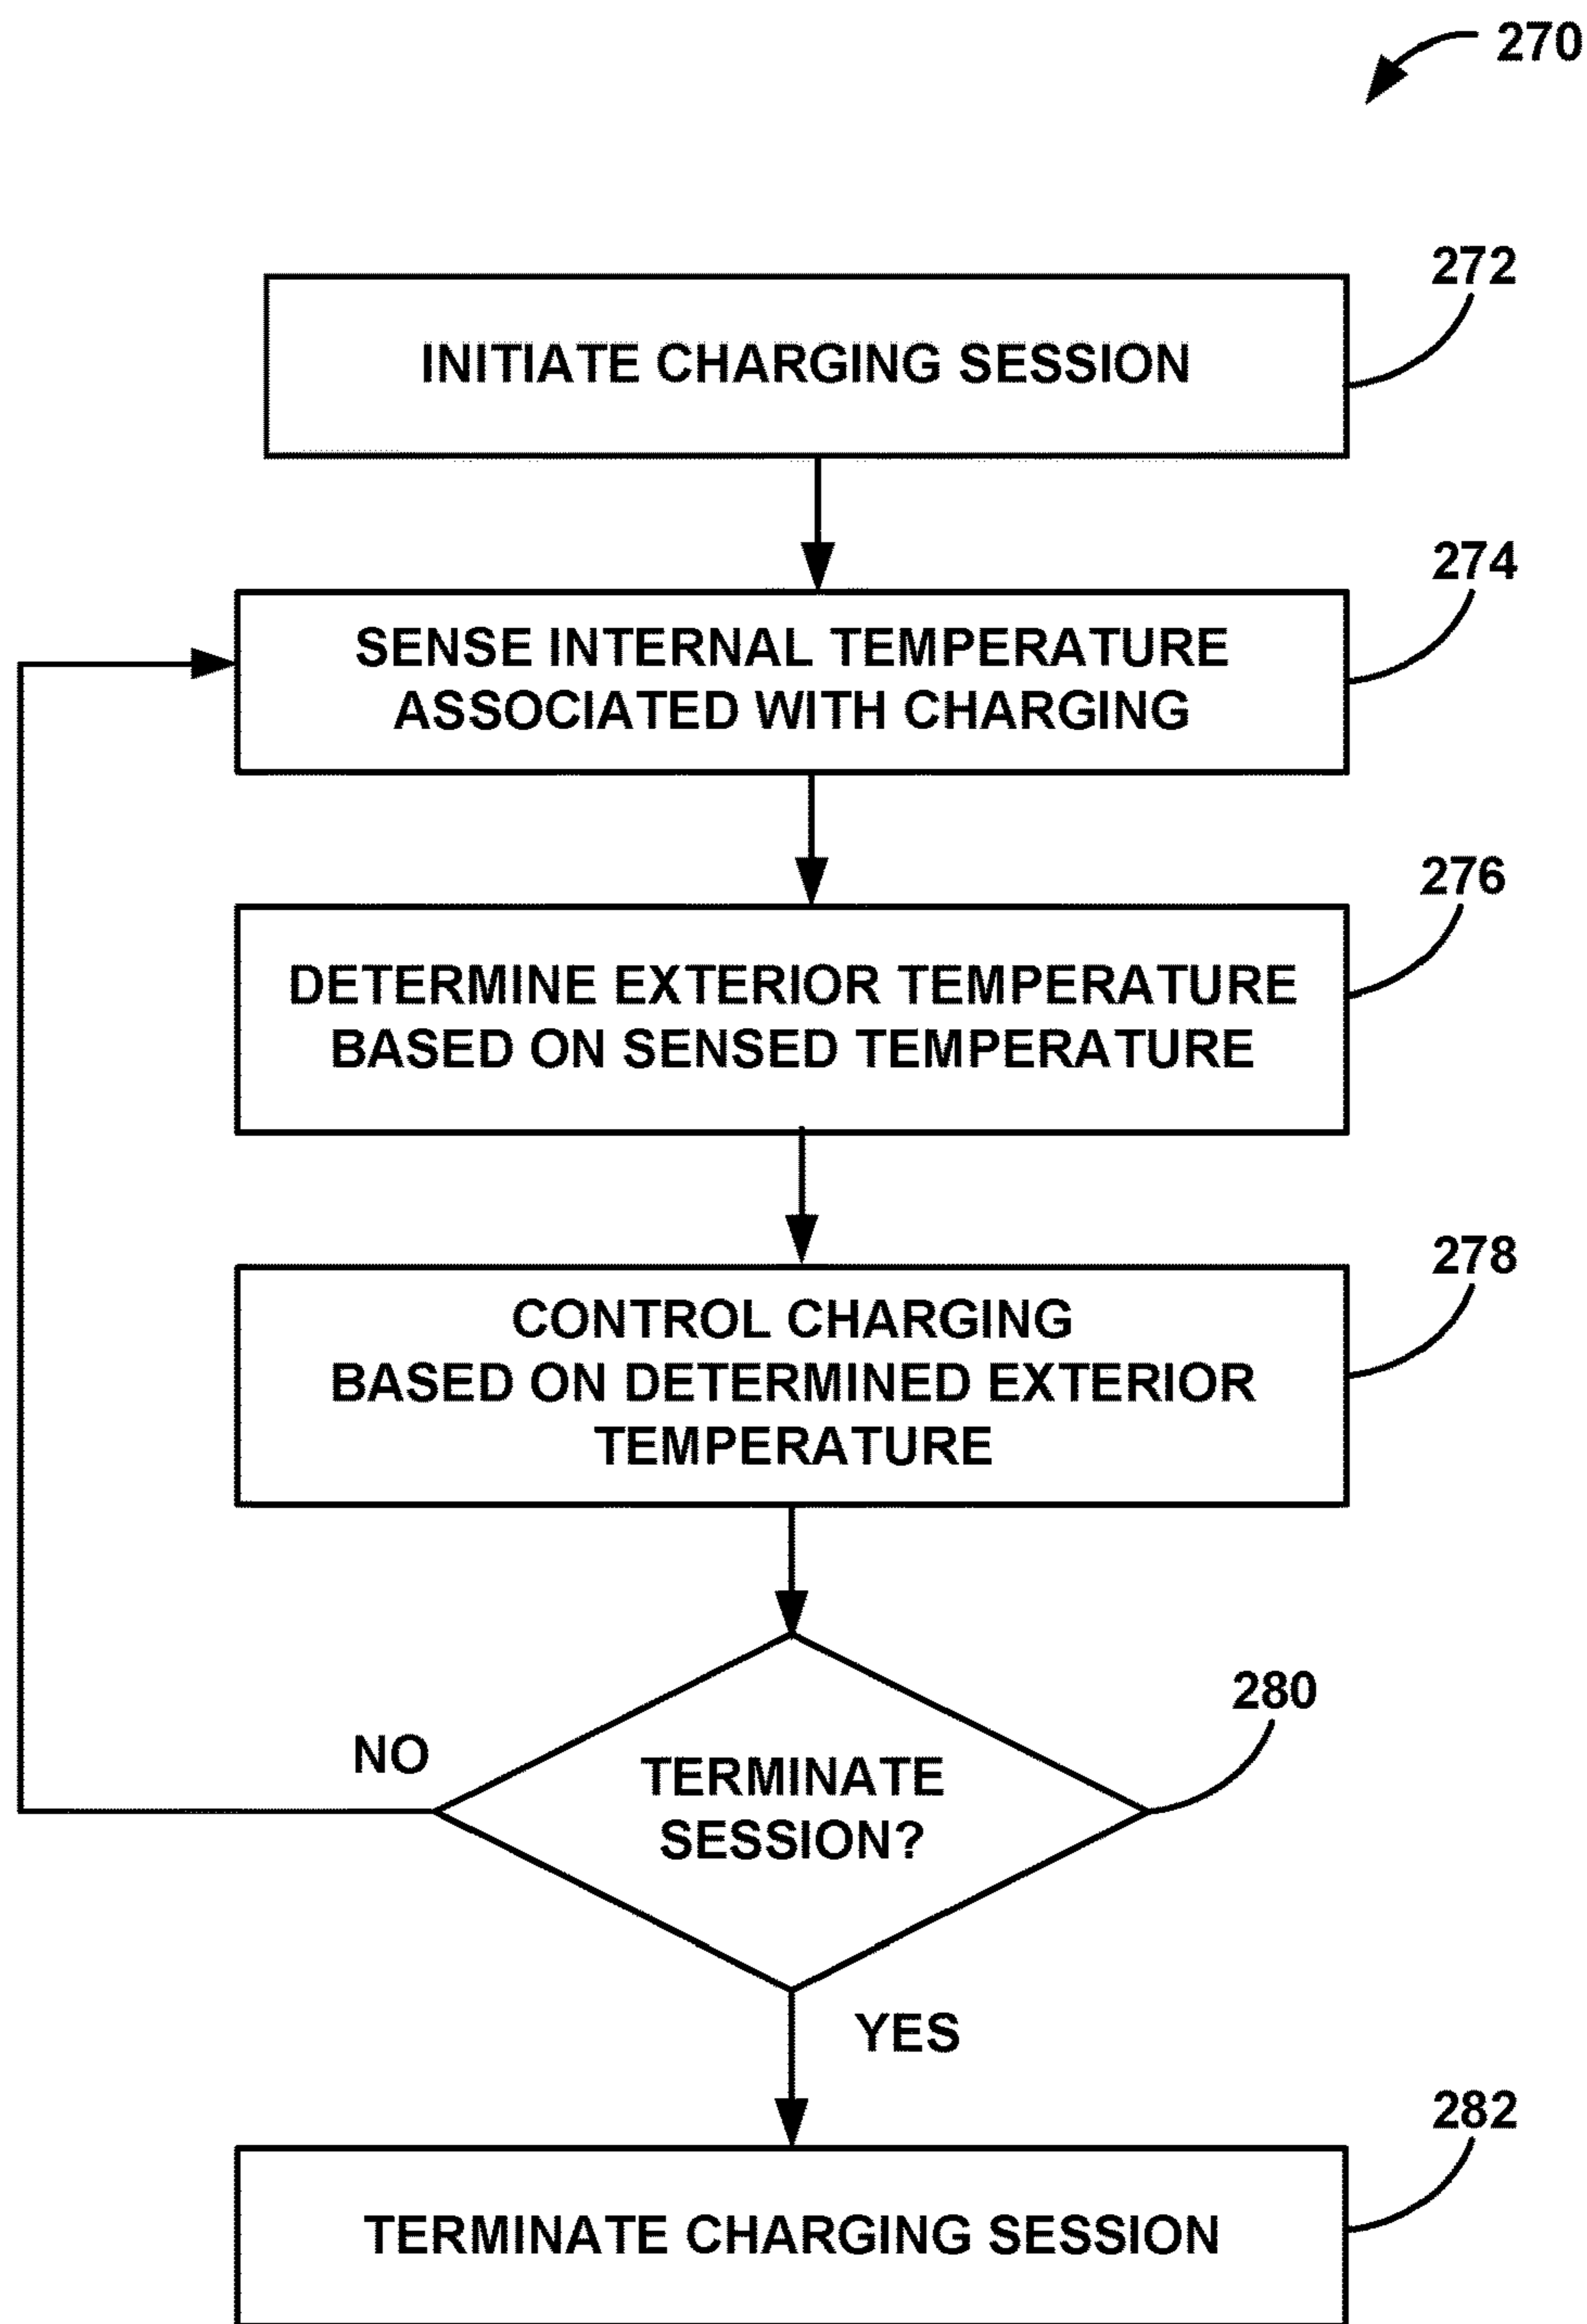 270
272
INITIATE CHARGING SESSION
274
SENSE INTERNAL TEMPERATURE
ASSOCIATED WITH CHARGING
276
DETERMINE EXTERIOR TEMPERATURE
BASED ON SENSED TEMPERATURE
278
CONTROL CHARGING
BASED ON DETERMINED EXTERIOR
TEMPERATURE
280
NO
TERMINATE
SESSION?
YES
282
TERMINATE CHARGING SESSION